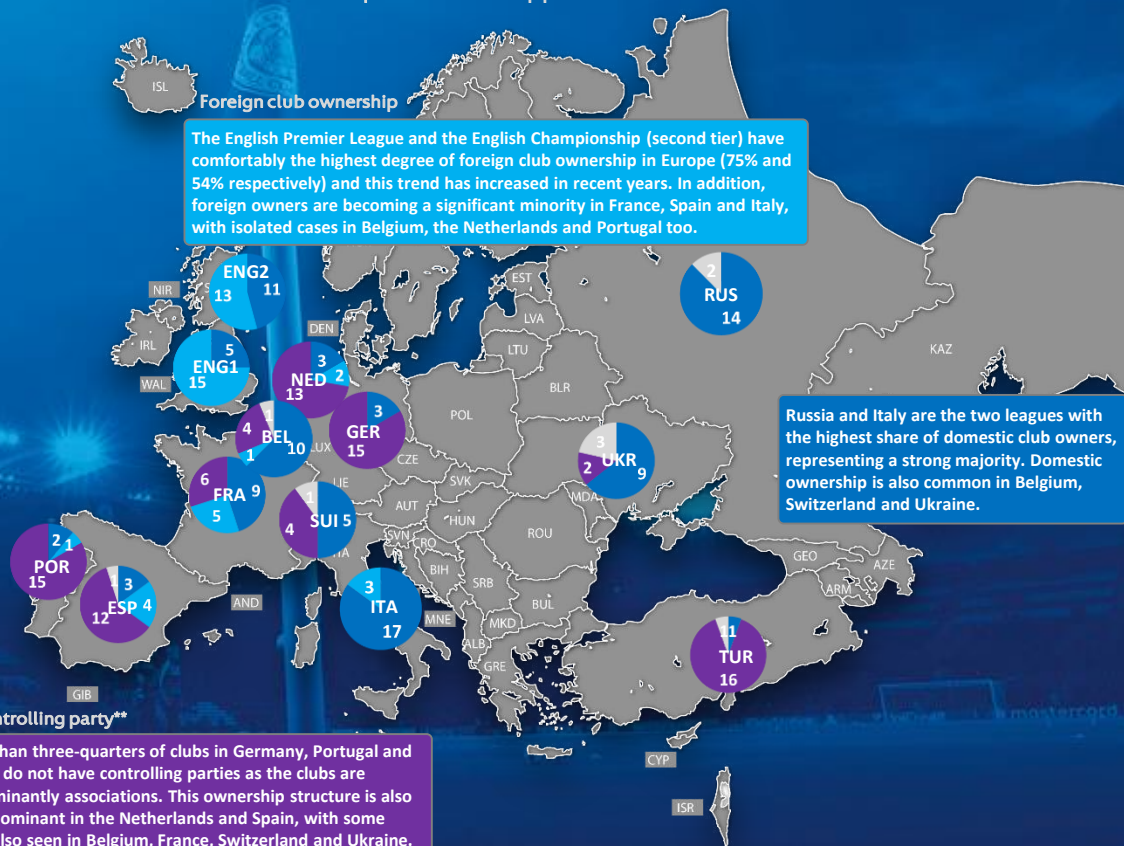 ISL
Foreign club ownership
The English Premier League and the English Championship (second tier) have
comfortably the highest degree of foreign club ownership in Europe (75% and
54% respectively) and this trend has increased in recent years. In addition,
foreign owners are becoming a significant minority in France, Spain and Italy,
with isolated cases in Belgium, the Netherlands and Portugal too.
ENG2
13 11
2
RUS
14
NIR
EST
LVA
LTU
DEN
IRL
5
ENG1
15
WAL
KAZ
3
NED 2
13
BLR
POL
3
GER
15
1
4
BEL
1 10
LUX
CZE
Russia and Italy are the two leagues with
the highest share of domestic club owners,
representing a strong majority. Domestic
ownership is also common in Belgium,
Switzerland and Ukraine.
3
UKR
2 9
6
FRA 9
5
LIE
SVK
MDA
AUT
1
SUI 5
4
HUN
ROU
SVN
CRO
ITA
BIH
SRB
GEO
AZE
ARM
2 1
POR
15
1 3
ESP 4
12
AND
3
ITA
17
MNE
BUL
MKD
ALB
GRE
1 1
TUR
16
GIB
ntrolling party**
than three-quarters of clubs in Germany, Portugal and
do not have controlling parties as the clubs are
minantly associations. This ownership structure is also
ominant in the Netherlands and Spain, with some
also seen in Belgium, France, Switzerland and Ukraine.
mastercard
CYP
ISR